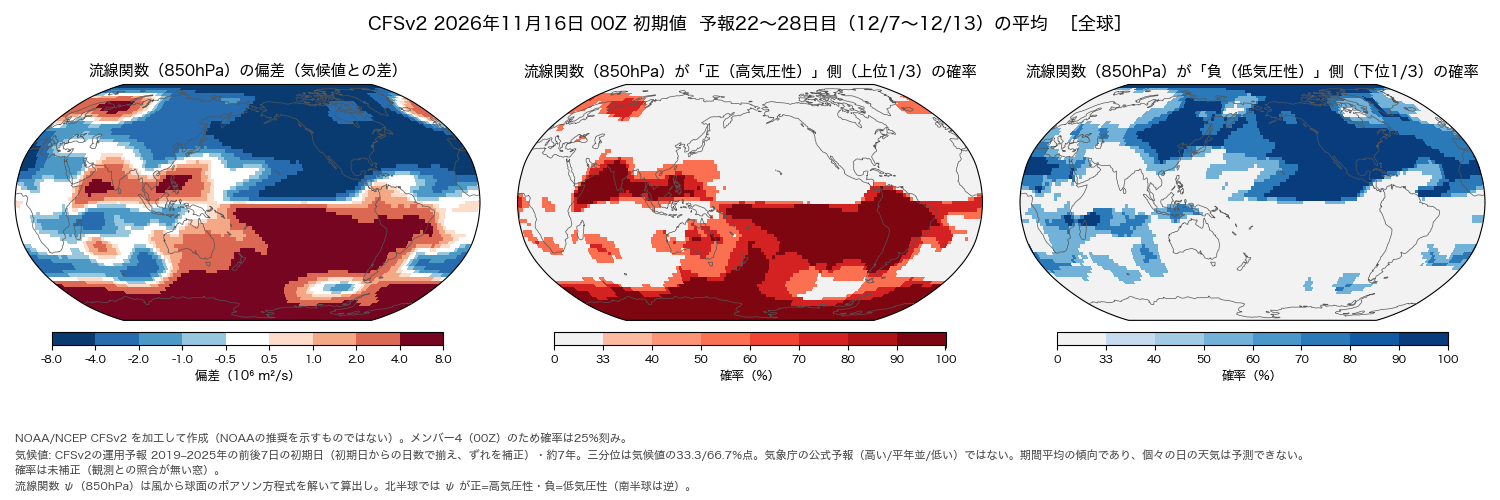 CFSv2 2026年11月16日 00Z 初期値  予報22～28日目（12/7～12/13）の平均　［全球］
流線関数（850hPa）の偏差（気候値との差）
流線関数（850hPa）が「正（高気圧性）」側（上位1/3）の確率
流線関数（850hPa）が「負（低気圧性）」側（下位1/3）の確率
-8.0 -4.0 -2.0 -1.0 -0.5 0.5 1.0 2.0 4.0 8.0
偏差（10⁶ m²/s）
0 33 40 50 60 70 80 90 100
確率（%）
0 33 40 50 60 70 80 90 100
確率（%）
NOAA/NCEP CFSv2 を加工して作成（NOAAの推奨を示すものではない）。メンバー4（00Z）のため確率は25%刻み。
気候値: CFSv2の運用予報 2019–2025年の前後7日の初期日（初期日からの日数で揃え、ずれを補正）・約7年。三分位は気候値の33.3/66.7%点。気象庁の公式予報（高い/平年並/低い）ではない。期間平均の傾向であり、個々の日の天気は予測できない。
確率は未補正（観測との照合が無い窓）。
流線関数 ψ（850hPa）は風から球面のポアソン方程式を解いて算出し。北半球では ψ が正=高気圧性・負=低気圧性（南半球は逆）。